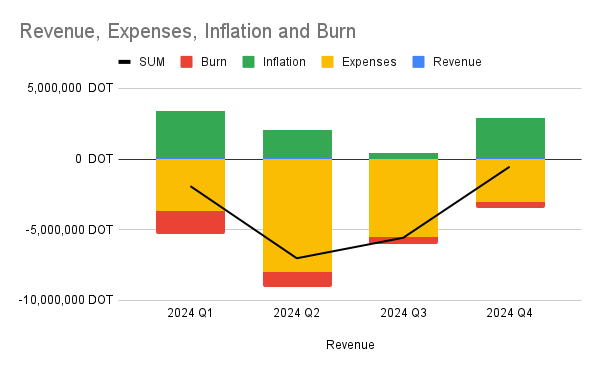 Revenue, Expenses, Inflation and Burn
SUM Burn Inflation Expenses Revenue
5,000,000 DOT
0 DOT
-5,000,000 DOT
-10,000,000 DOT
2024 Q1 2024 Q2 2024 Q3 2024 Q4
Revenue